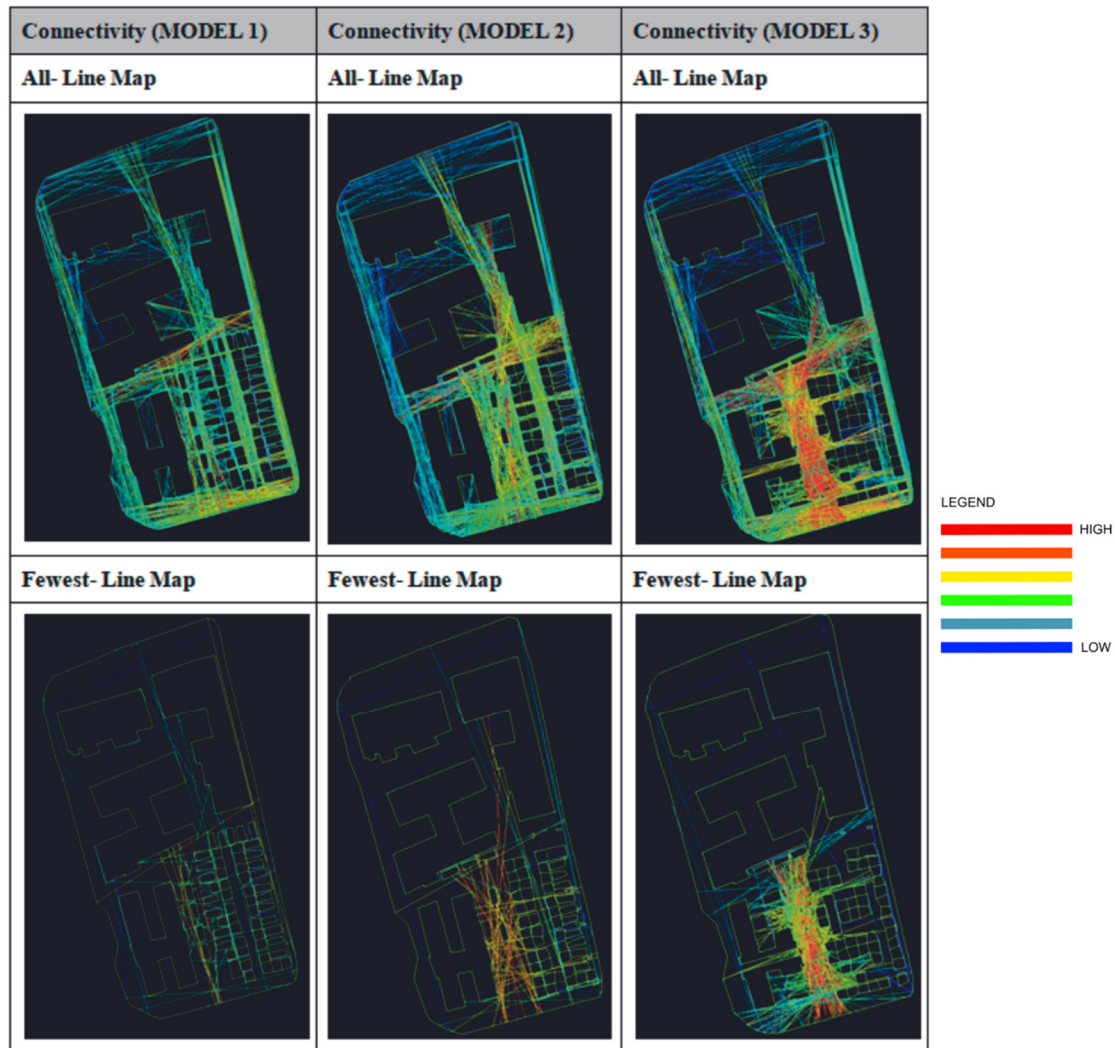 Connectivity (MODEL 1)
Connectivity (MODEL 2)
Connectivity (MODEL 3)
All- Line Map
All- Line Map
All- Line Map
LEGEND
HIGH
LOW
Fewest- Line Map
Fewest- Line Map
Fewest- Line Map